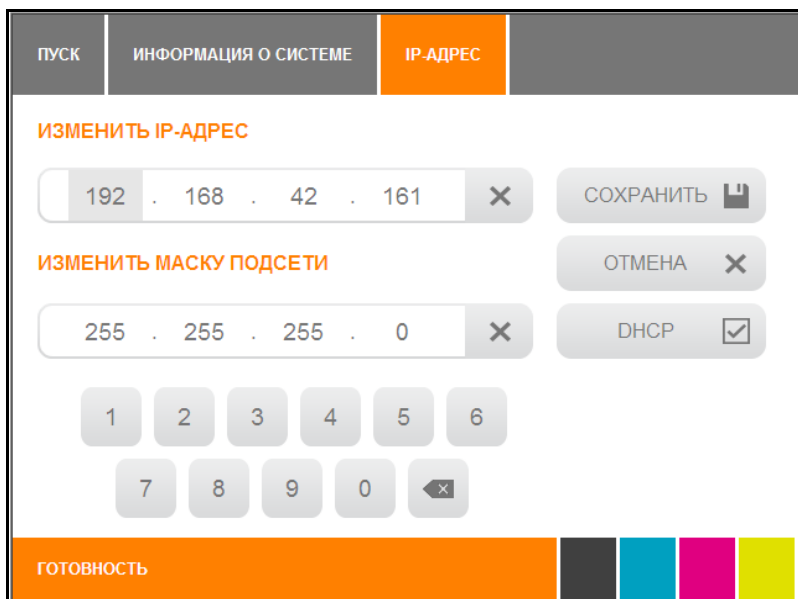 ПУСК ИНФОРМАЦИЯ О СИСТЕМЕ IP-АДРЕС
ИЗМЕНИТЬ IP-АДРЕС
192 . 168 . 42 . 161
СОХРАНИТЬ
ИЗМЕНИТЬ МАСКУ ПОДСЕТИ
ОТМЕНА
255 . 255 . 255 . 0
DHCP
1 2 3 4 5 6
7 8 9 0
ГОТОВНОСТЬ